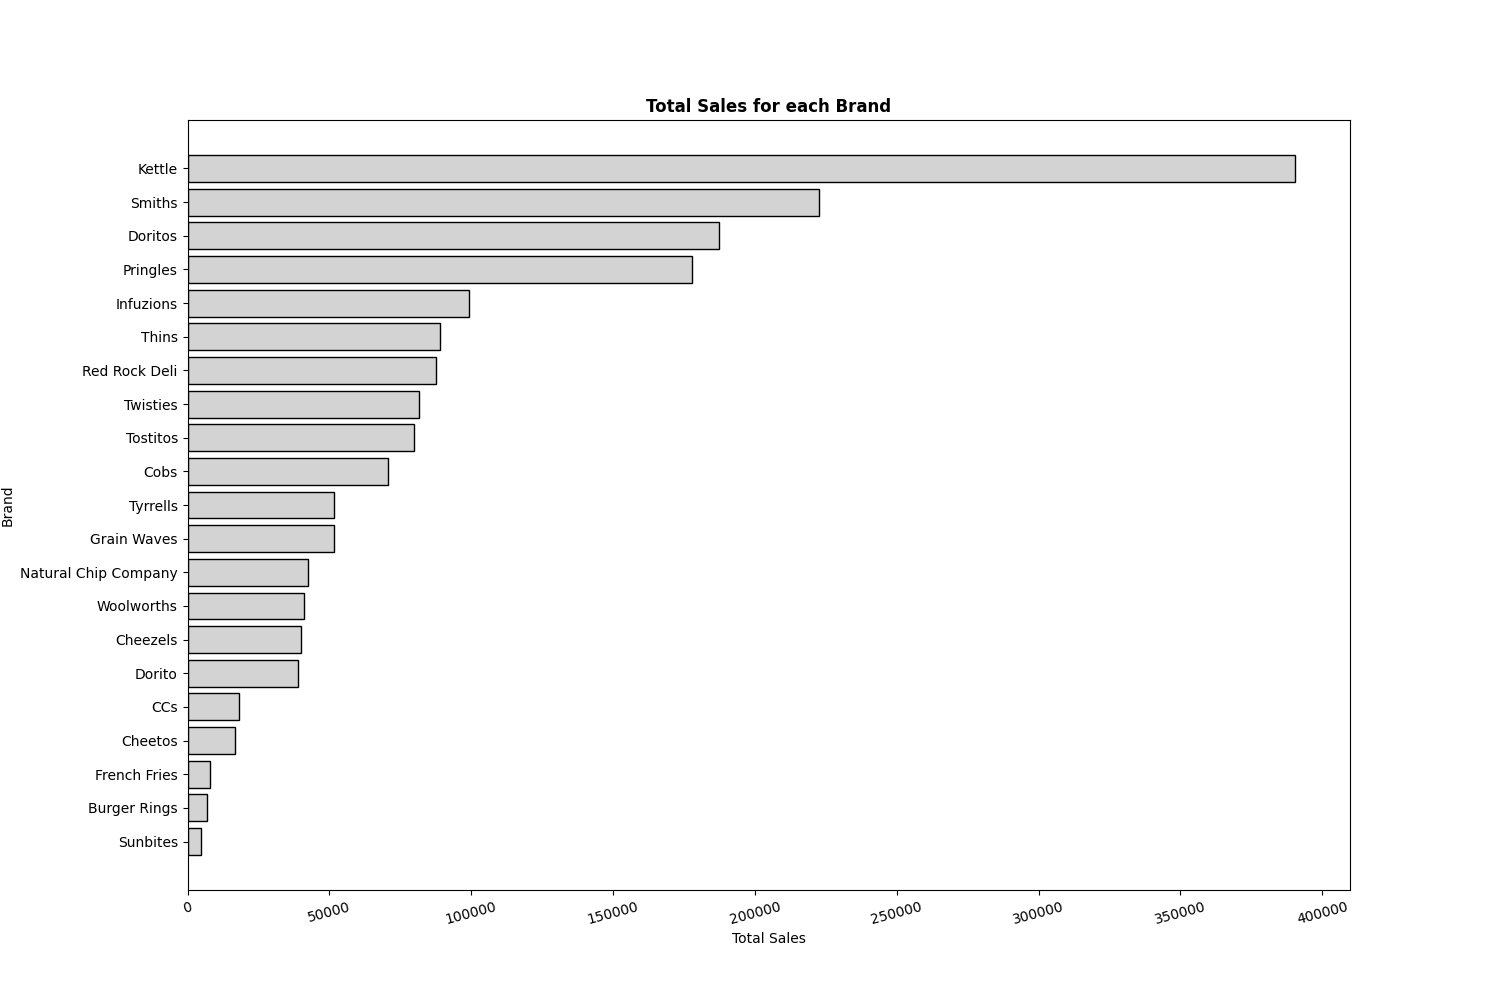 Total Sales for each Brand
Kettle
Smiths
Doritos
Pringles
Infuzions
Thins
Red Rock Deli
Twisties
Tostitos
Cobs
Tyrrells
Grain Waves
Natural Chip Company
Woolworths
Cheezels
Dorito
CCs
Cheetos
French Fries
Burger Rings
Sunbites
Brand
0 50000 100000 150000 200000 250000 300000 350000 400000
Total Sales